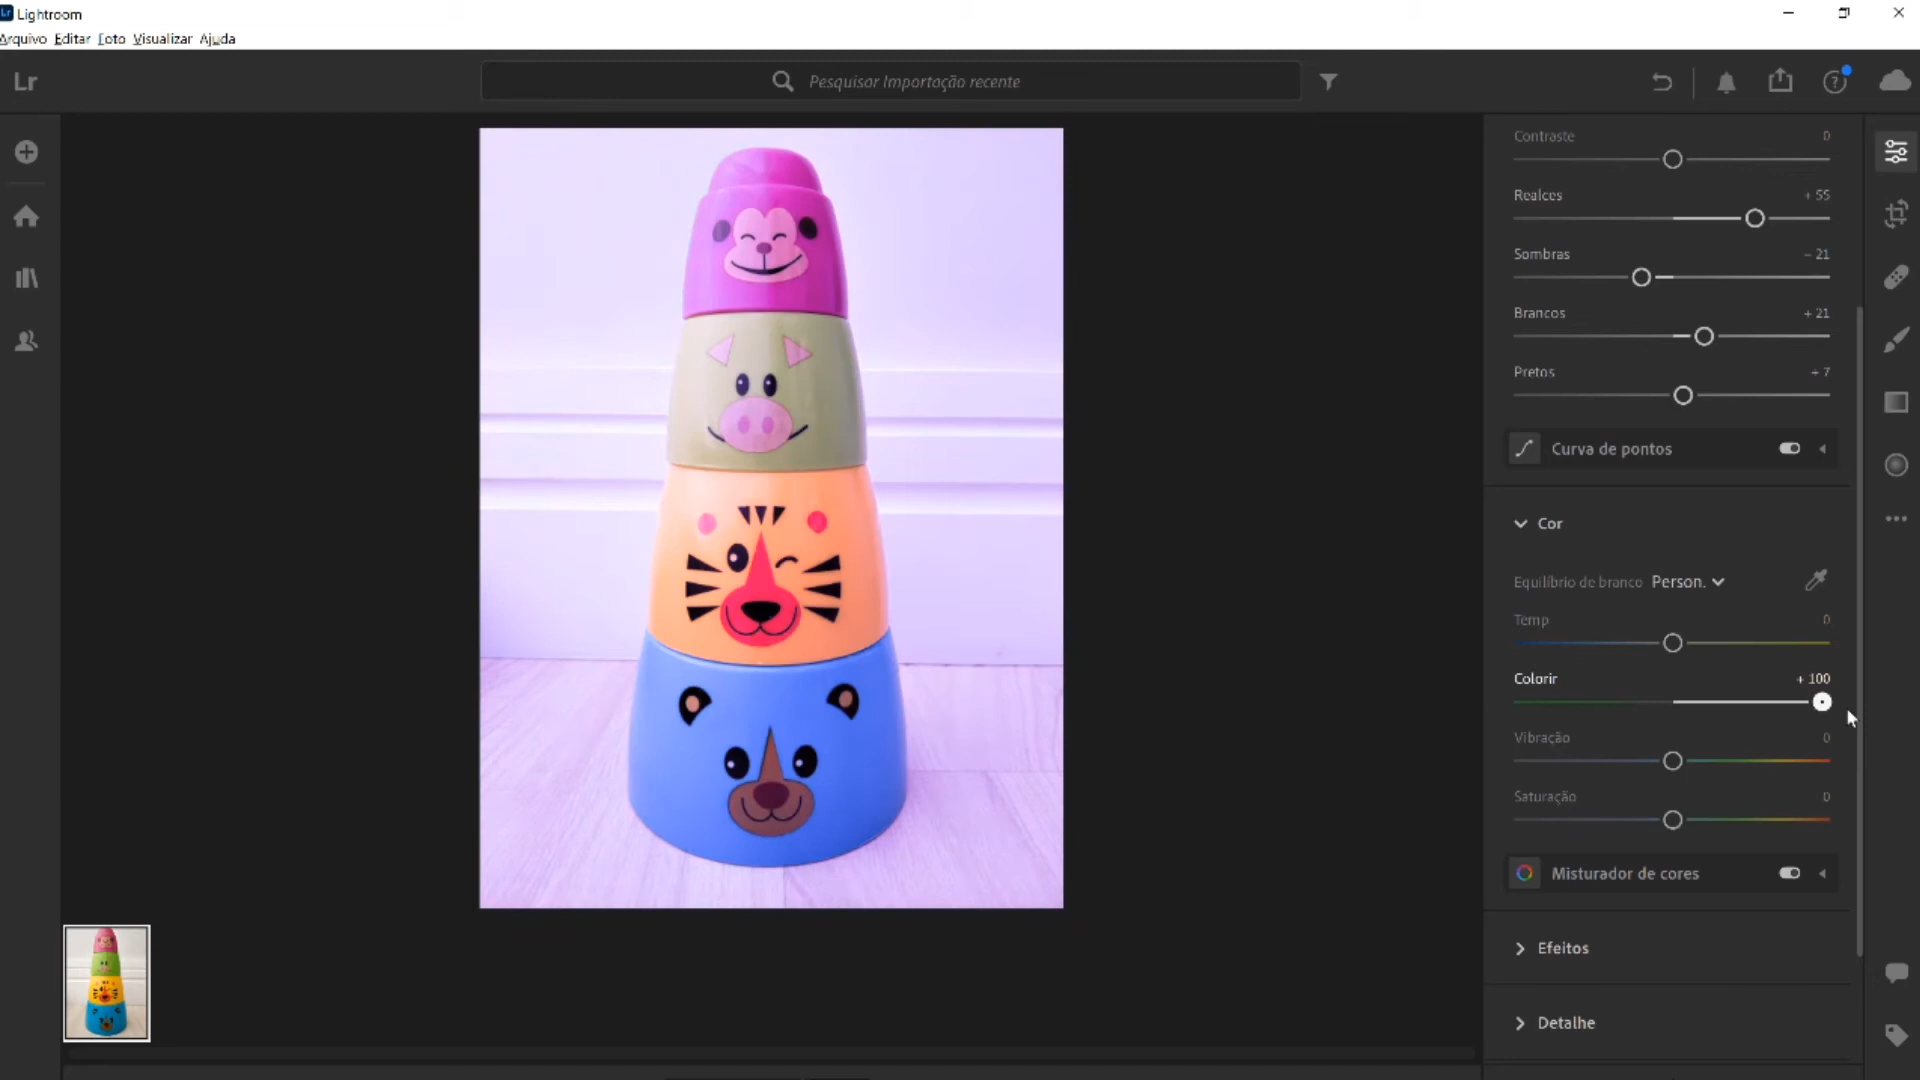 Lr Lightroom
Arquivo Editar Foto Visualizar Ajuda
Lr
Pesquisar Importação recente
Contraste 0
Realces + 55
Sombras – 21
Brancos + 21
Pretos + 7
Curva de pontos
Cor
Equilíbrio de branco Person.
Temp 0
Colorir + 100
Vibração 0
Saturação 0
Misturador de cores
Efeitos
Detalhe